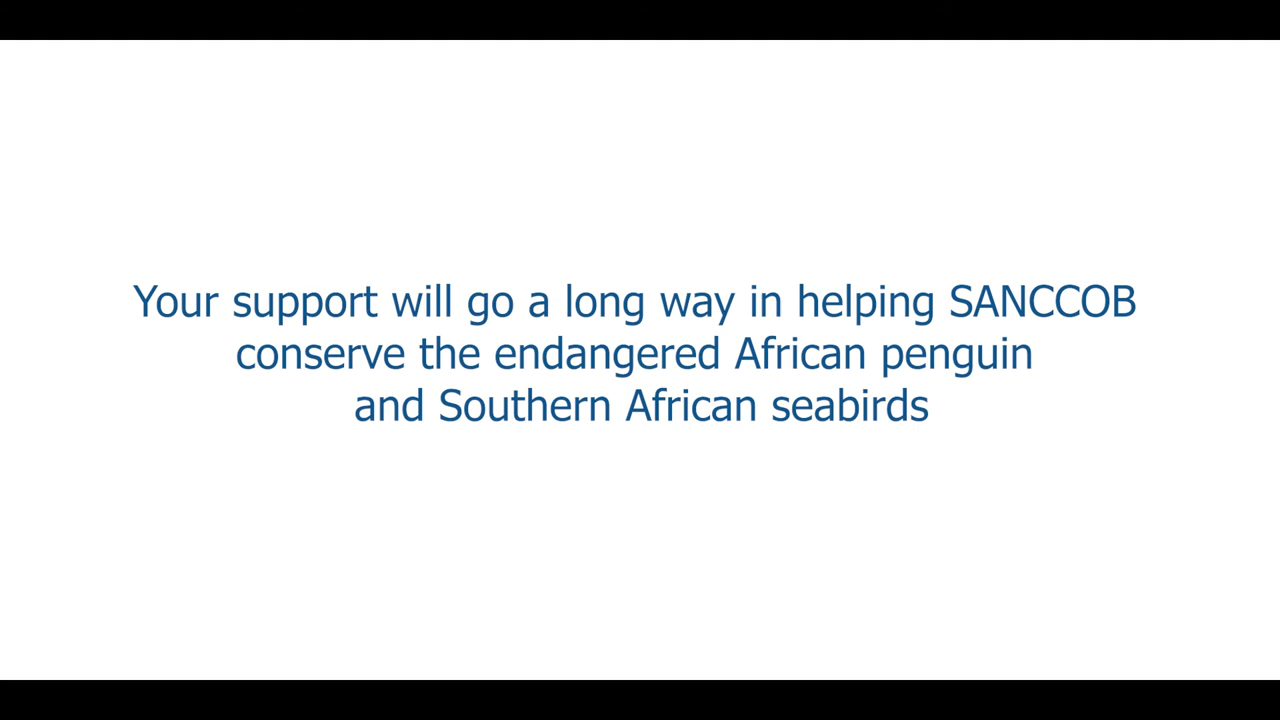 Your support will go a long way in helping SANCCOB
conserve the endangered African penguin
and Southern African seabirds